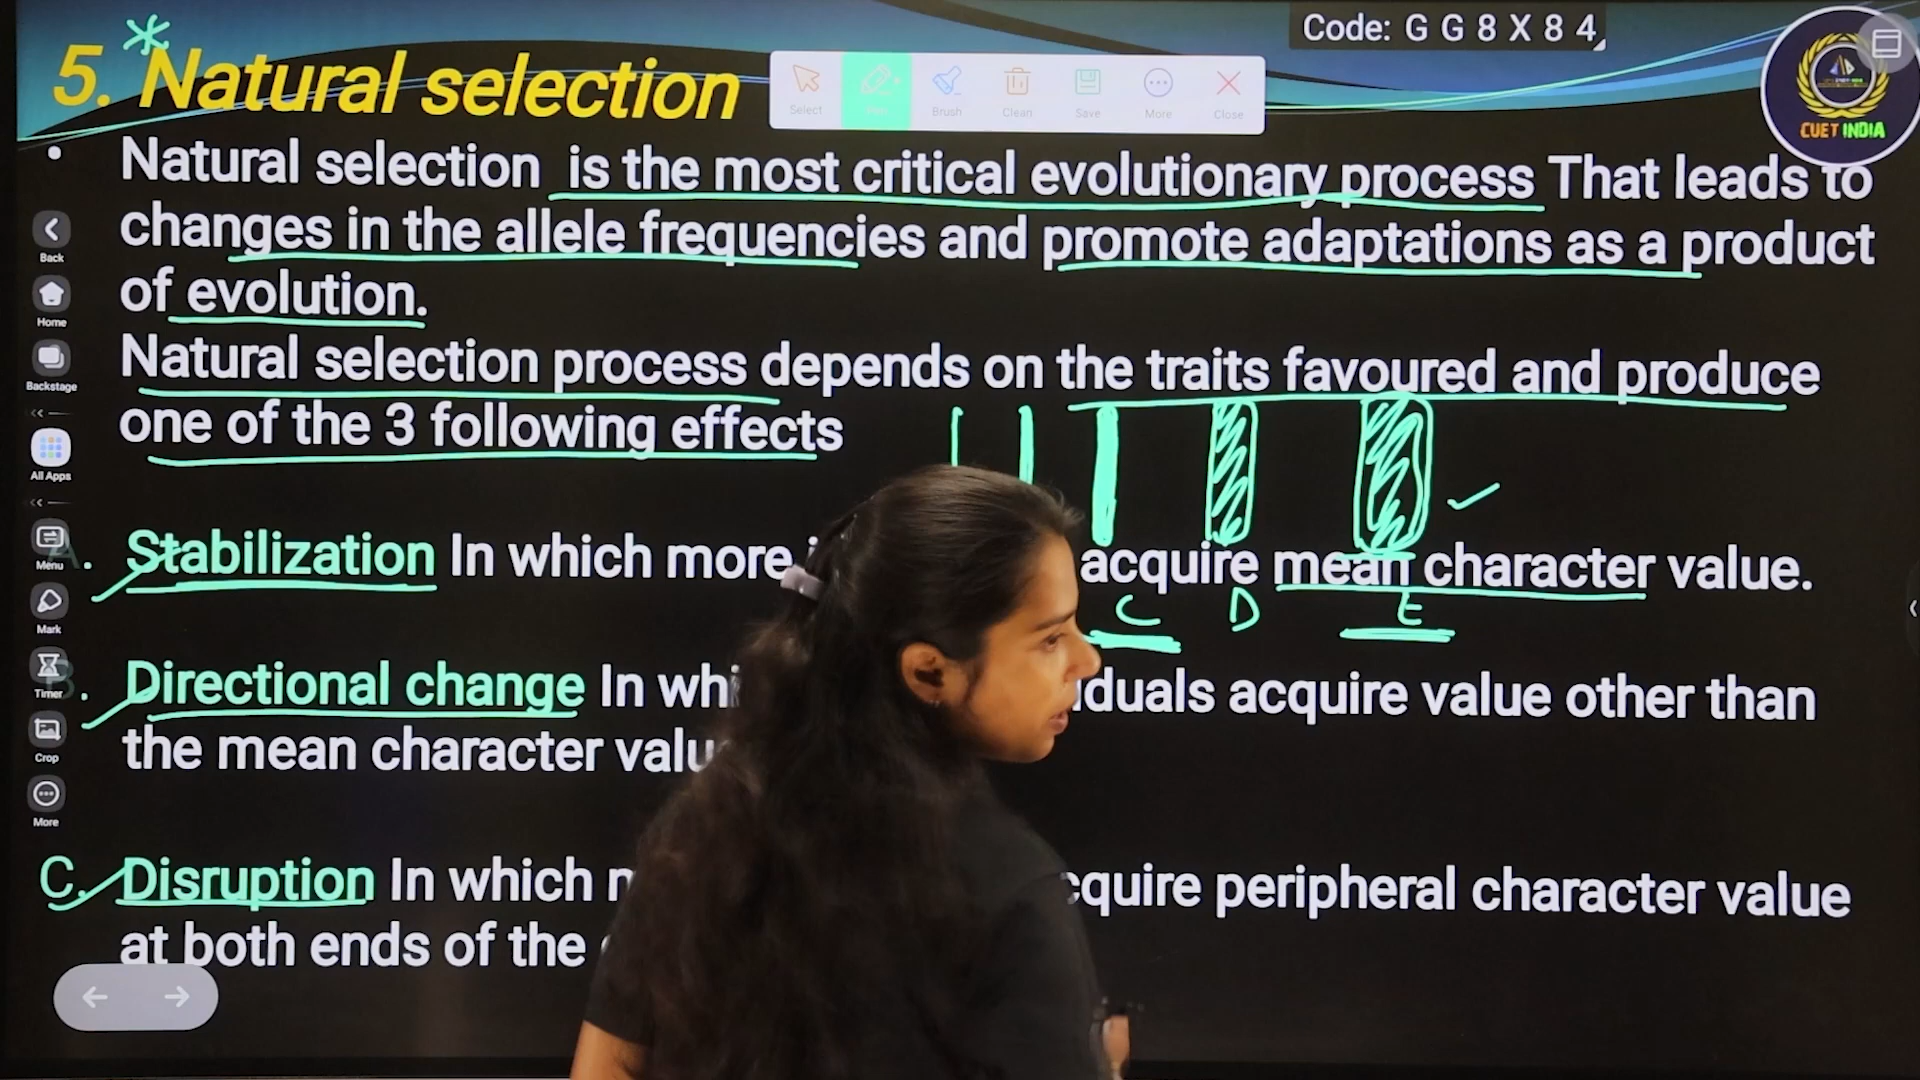 Code: G G 8 X 8 4
5. Natural selection
Select
Pen
Brush
Clean
Save
More
Close
CUET INDIA
• Natural selection is the most critical evolutionary process That leads to
changes in the allele frequencies and promote adaptations as a product
of evolution.
Natural selection process depends on the traits favoured and produce
one of the 3 following effects
A. Stabilization In which more acquire mean character value.
C D E
B. Directional change In whi duals acquire value other than
the mean character valu
C. Disruption In which cquire peripheral character value
at both ends of the
Back
Home
Backstage
All Apps
Menu
Mark
Timer
Crop
More